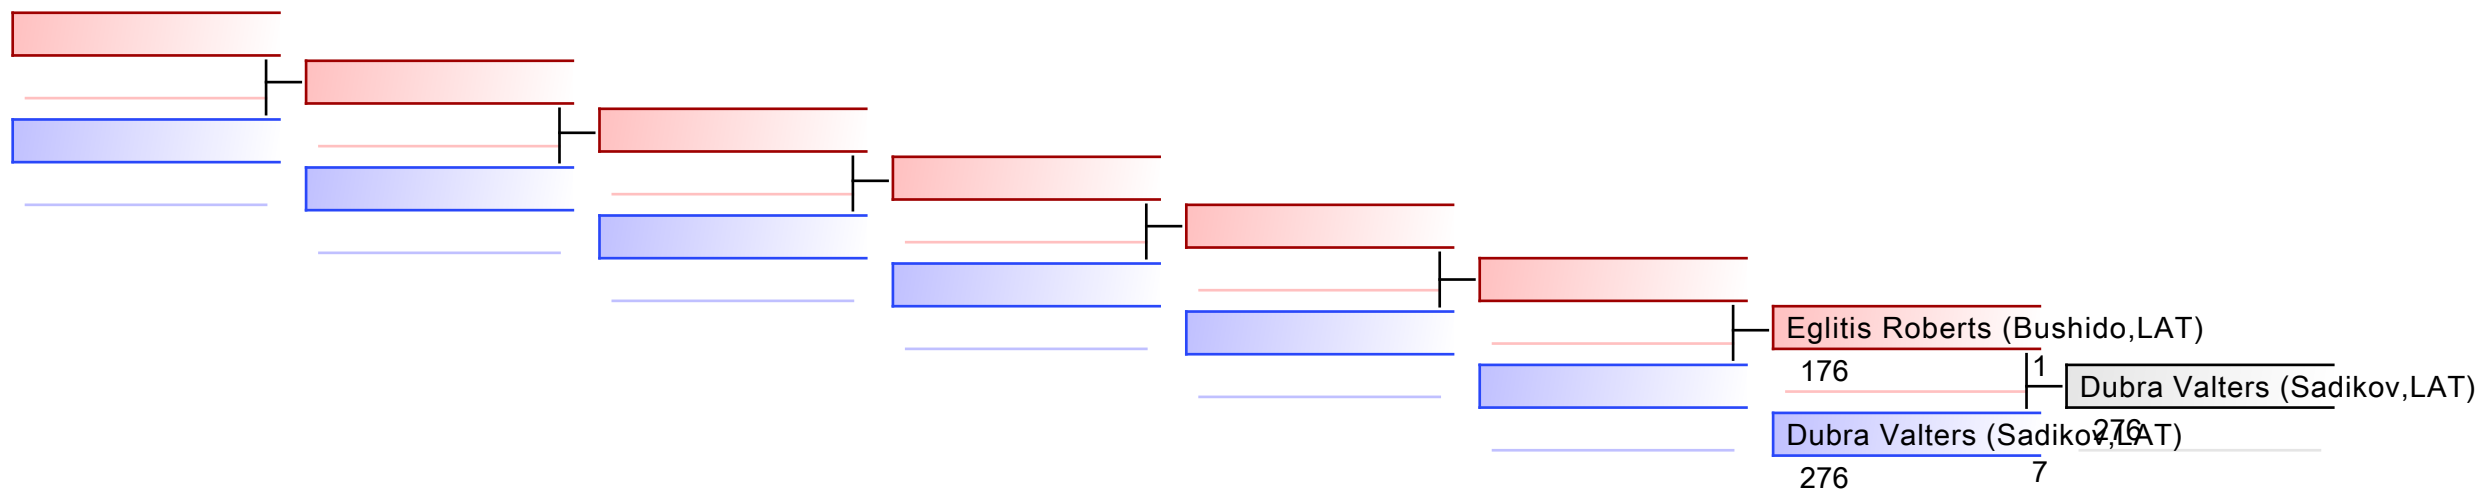 Eglitis Roberts (Bushido,LAT)
176
1
Dubra Valters (Sadikov,LAT)
276
Dubra Valters (Sadikov,LAT)
276
7